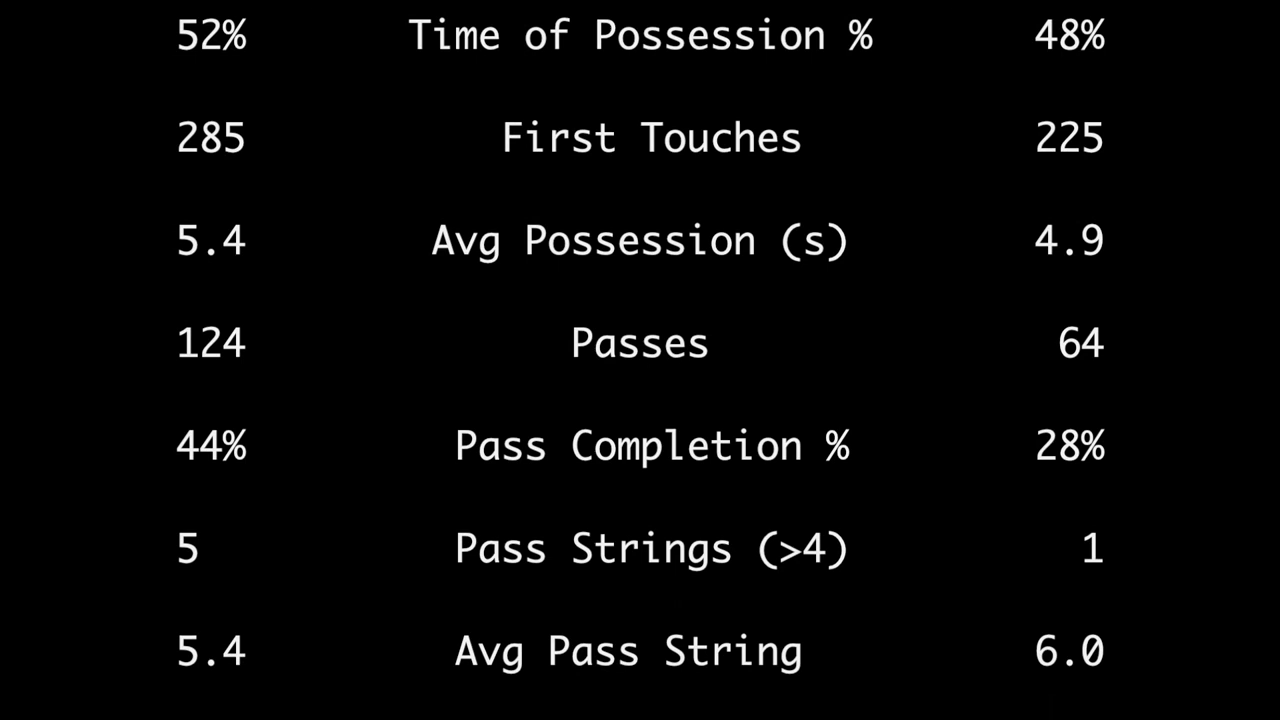 52% Time of Possession % 48%
285 First Touches 225
5.4 Avg Possession (s) 4.9
124 Passes 64
44% Pass Completion % 28%
5 Pass Strings (>4) 1
5.4 Avg Pass String 6.0